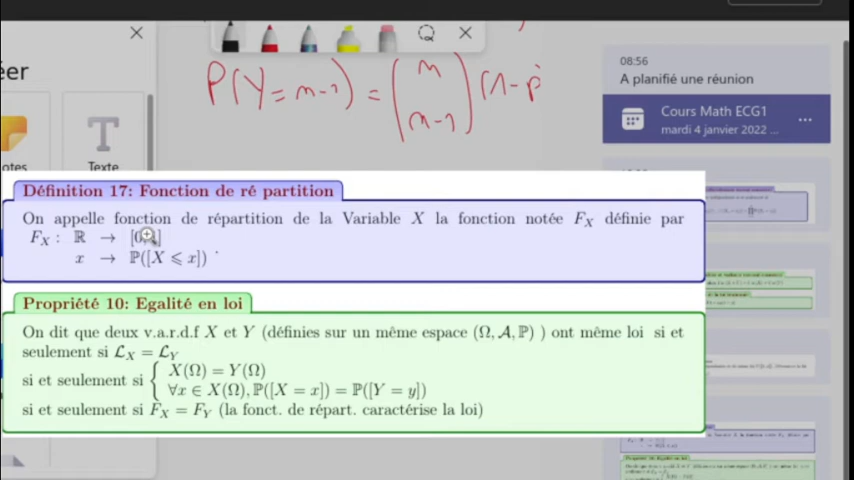 éer
Texte
P(Y=n-1) = (n n-1) (1-p
08:56
A planifié une réunion
Cours Math ECG1
mardi 4 janvier 2022 ...
Définition 17: Fonction de ré partition
On appelle fonction de répartition de la Variable X la fonction notée F_X définie par
F_X : ℝ → [0, 1]
x → ℙ([X ⩽ x]) .
Propriété 10: Egalité en loi
On dit que deux v.a.r.d.f X et Y (définies sur un même espace (Ω, 𝒜, ℙ) ) ont même loi si et
seulement si ℒ_X = ℒ_Y
si et seulement si { X(Ω) = Y(Ω)
∀x ∈ X(Ω), ℙ([X = x]) = ℙ([Y = y])
si et seulement si F_X = F_Y (la fonct. de répart. caractérise la loi)